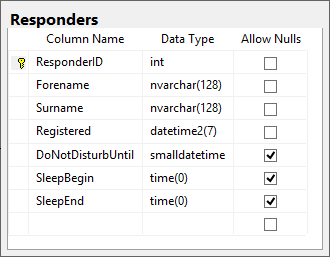 Responders
Column Name Data Type Allow Nulls
ResponderID int
Forename nvarchar(128)
Surname nvarchar(128)
Registered datetime2(7)
DoNotDisturbUntil smalldatetime
SleepBegin time(0)
SleepEnd time(0)